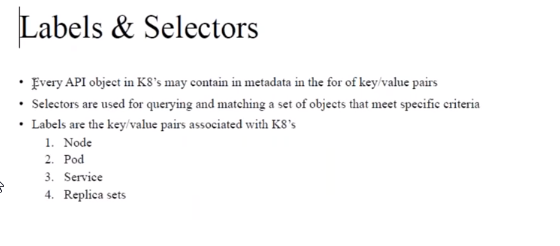 Labels & Selectors
• Every API object in K8's may contain in metadata in the for of key/value pairs
• Selectors are used for querying and matching a set of objects that meet specific criteria
• Labels are the key/value pairs associated with K8's
1. Node
2. Pod
3. Service
4. Replica sets